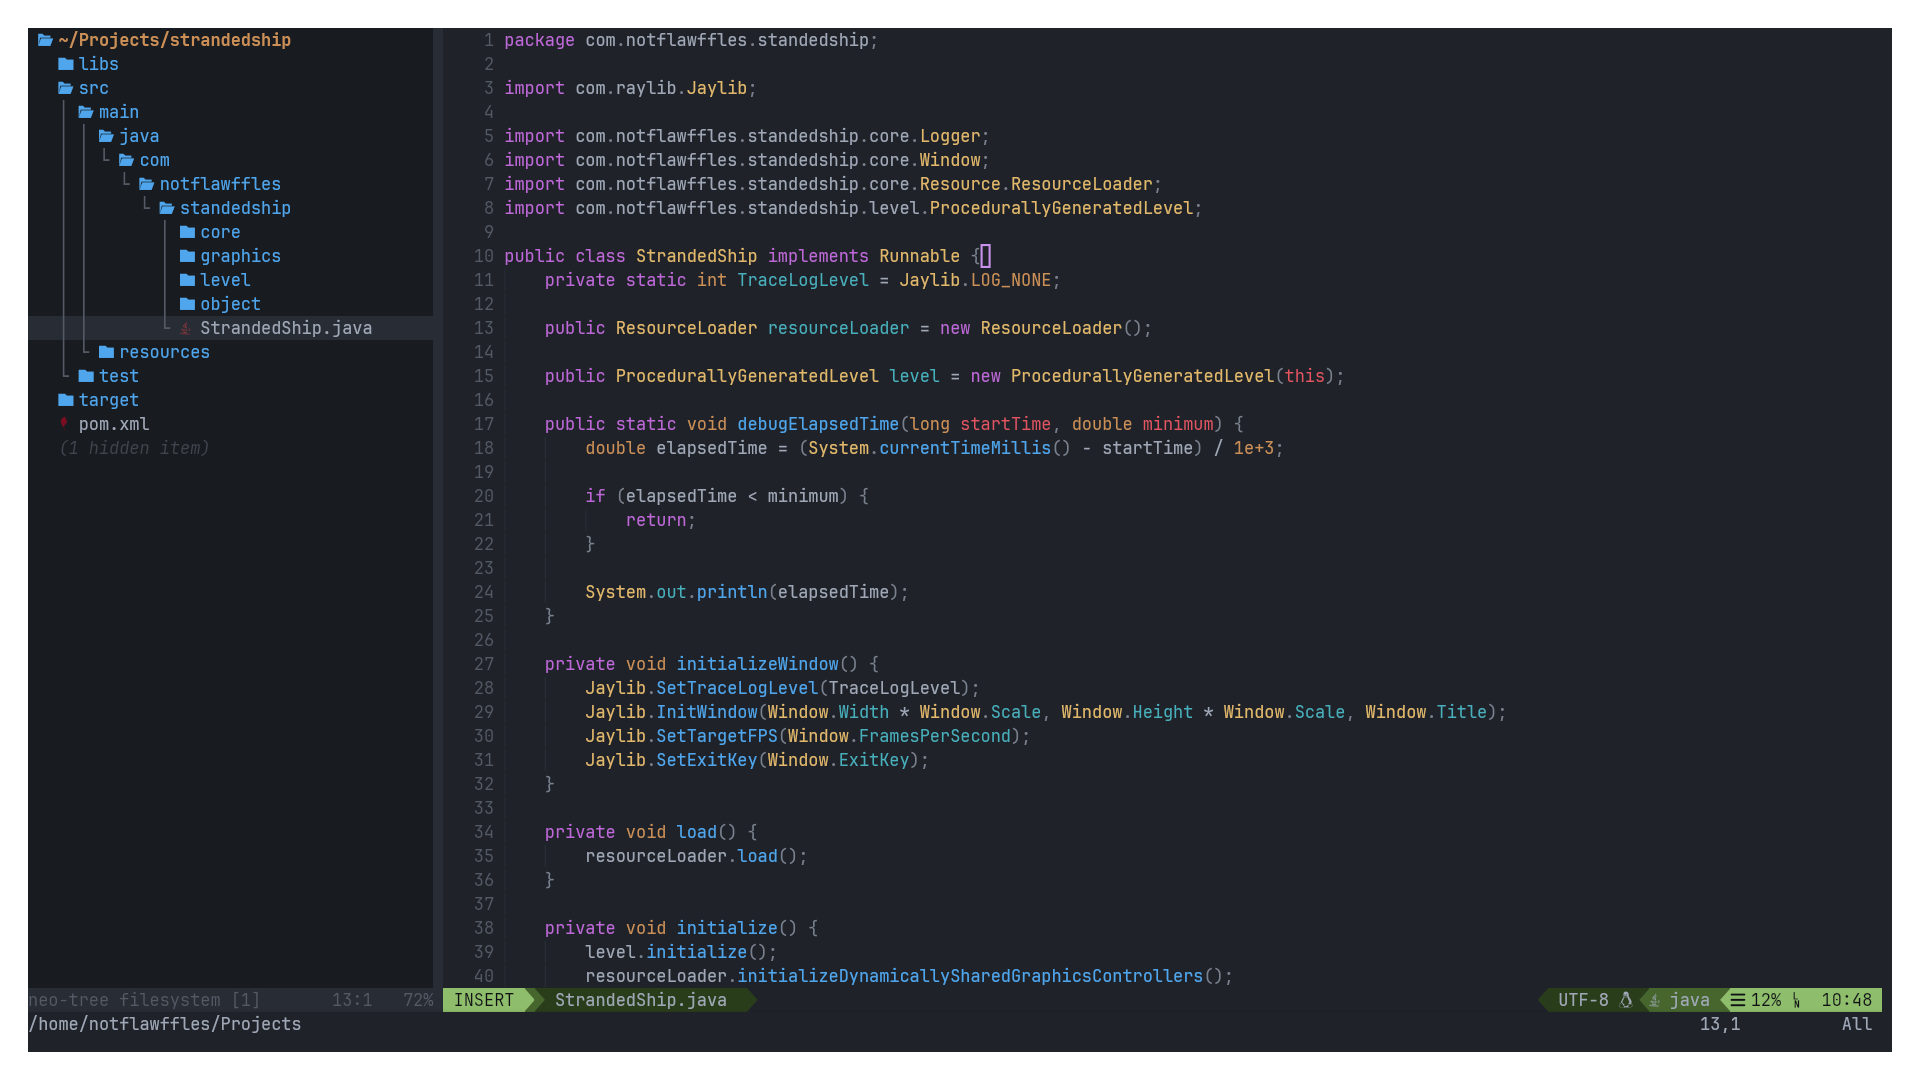 ~/Projects/strandedship
libs
src
main
java
com
notflawffles
standedship
core
graphics
level
object
StrandedShip.java
resources
test
target
pom.xml
(1 hidden item)
neo-tree filesystem [1] 13:1 72%
1 package com.notflawffles.standedship;
2
3 import com.raylib.Jaylib;
4
5 import com.notflawffles.standedship.core.Logger;
6 import com.notflawffles.standedship.core.Window;
7 import com.notflawffles.standedship.core.Resource.ResourceLoader;
8 import com.notflawffles.standedship.level.ProcedurallyGeneratedLevel;
9
10 public class StrandedShip implements Runnable {
11     private static int TraceLogLevel = Jaylib.LOG_NONE;
12
13     public ResourceLoader resourceLoader = new ResourceLoader();
14
15     public ProcedurallyGeneratedLevel level = new ProcedurallyGeneratedLevel(this);
16
17     public static void debugElapsedTime(long startTime, double minimum) {
18         double elapsedTime = (System.currentTimeMillis() - startTime) / 1e+3;
19
20         if (elapsedTime < minimum) {
21             return;
22         }
23
24         System.out.println(elapsedTime);
25     }
26
27     private void initializeWindow() {
28         Jaylib.SetTraceLogLevel(TraceLogLevel);
29         Jaylib.InitWindow(Window.Width * Window.Scale, Window.Height * Window.Scale, Window.Title);
30         Jaylib.SetTargetFPS(Window.FramesPerSecond);
31         Jaylib.SetExitKey(Window.ExitKey);
32     }
33
34     private void load() {
35         resourceLoader.load();
36     }
37
38     private void initialize() {
39         level.initialize();
40         resourceLoader.initializeDynamicallySharedGraphicsControllers();
INSERT StrandedShip.java UTF-8 java 12% 10:48
/home/notflawffles/Projects 13,1 All